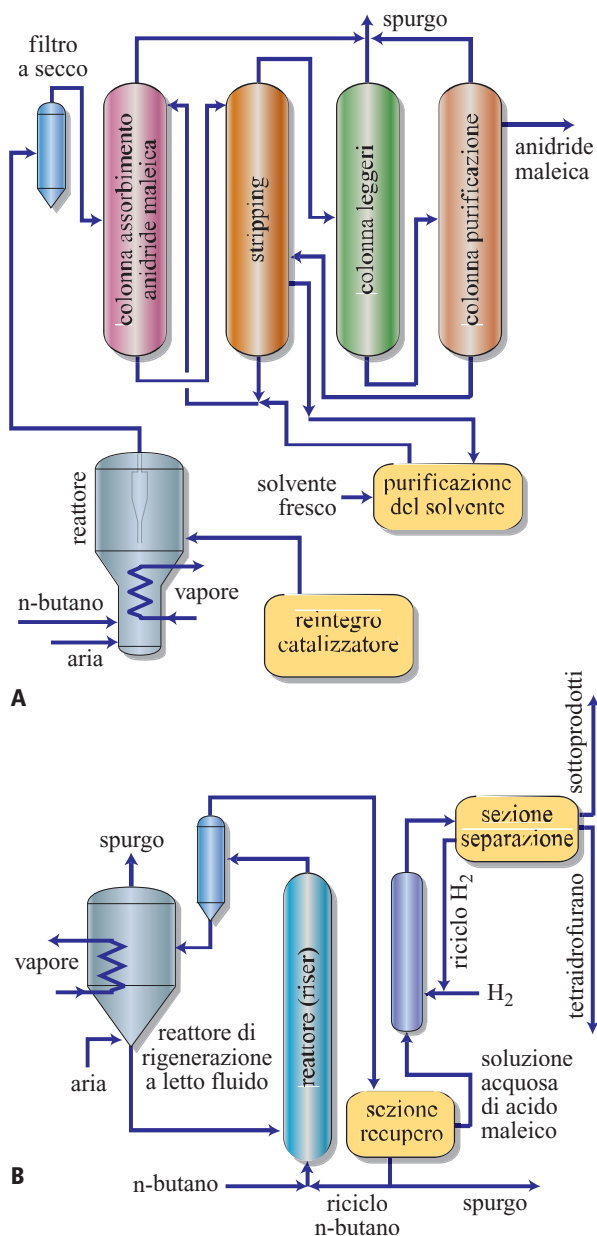 filtro
a secco
spurgo
colonna assorbimento
anidride maleica
stripping
colonna leggeri
colonna purificazione
anidride
maleica
reattore
solvente
fresco
purificazione
del solvente
n-butano
vapore
aria
reintegro
catalizzatore
A
sottoprodotti
sezione
separazione
spurgo
riciclo H₂
tetraidrofurano
vapore
reattore (riser)
H₂
aria
reattore di
rigenerazione
a letto fluido
soluzione
acquosa
di acido
maleico
sezione
recupero
B
n-butano
riciclo
n-butano
spurgo